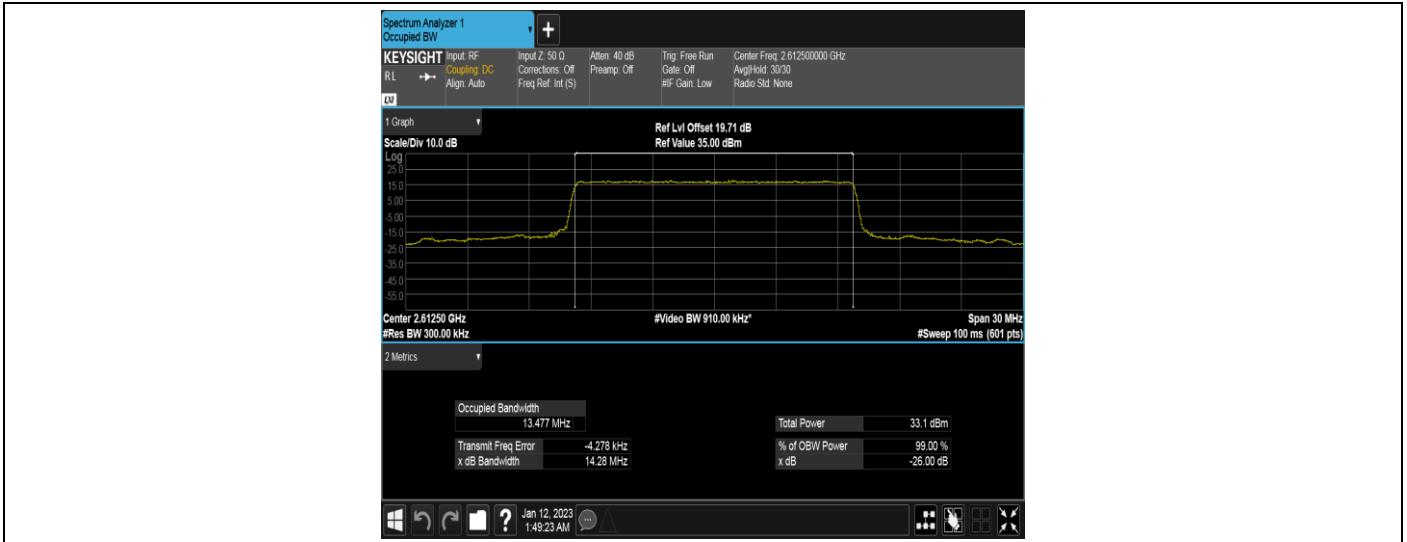 Spectrum Analyzer 1
Occupied BW
KEYSIGHT
RL
LXI
Input: RF
Coupling: DC
Align: Auto
Input Z: 50 Ω
Corrections: Off
Freq Ref: Int (S)
Atten: 40 dB
Preamp: Off
Trig: Free Run
Gate: Off
#IF Gain: Low
Center Freq: 2.612500000 GHz
Avg|Hold: 30/30
Radio Std: None
1 Graph
Scale/Div 10.0 dB
Ref Lvl Offset 19.71 dB
Ref Value 35.00 dBm
Log
25.0
15.0
5.00
-5.00
-15.0
-25.0
-35.0
-45.0
-55.0
Center 2.61250 GHz
#Video BW 910.00 kHz*
Span 30 MHz
#Res BW 300.00 kHz
#Sweep 100 ms (601 pts)
2 Metrics
Occupied Bandwidth
13.477 MHz
Total Power 33.1 dBm
Transmit Freq Error -4.278 kHz
% of OBW Power 99.00 %
x dB Bandwidth 14.28 MHz
x dB -26.00 dB
?
Jan 12, 2023
1:49:23 AM